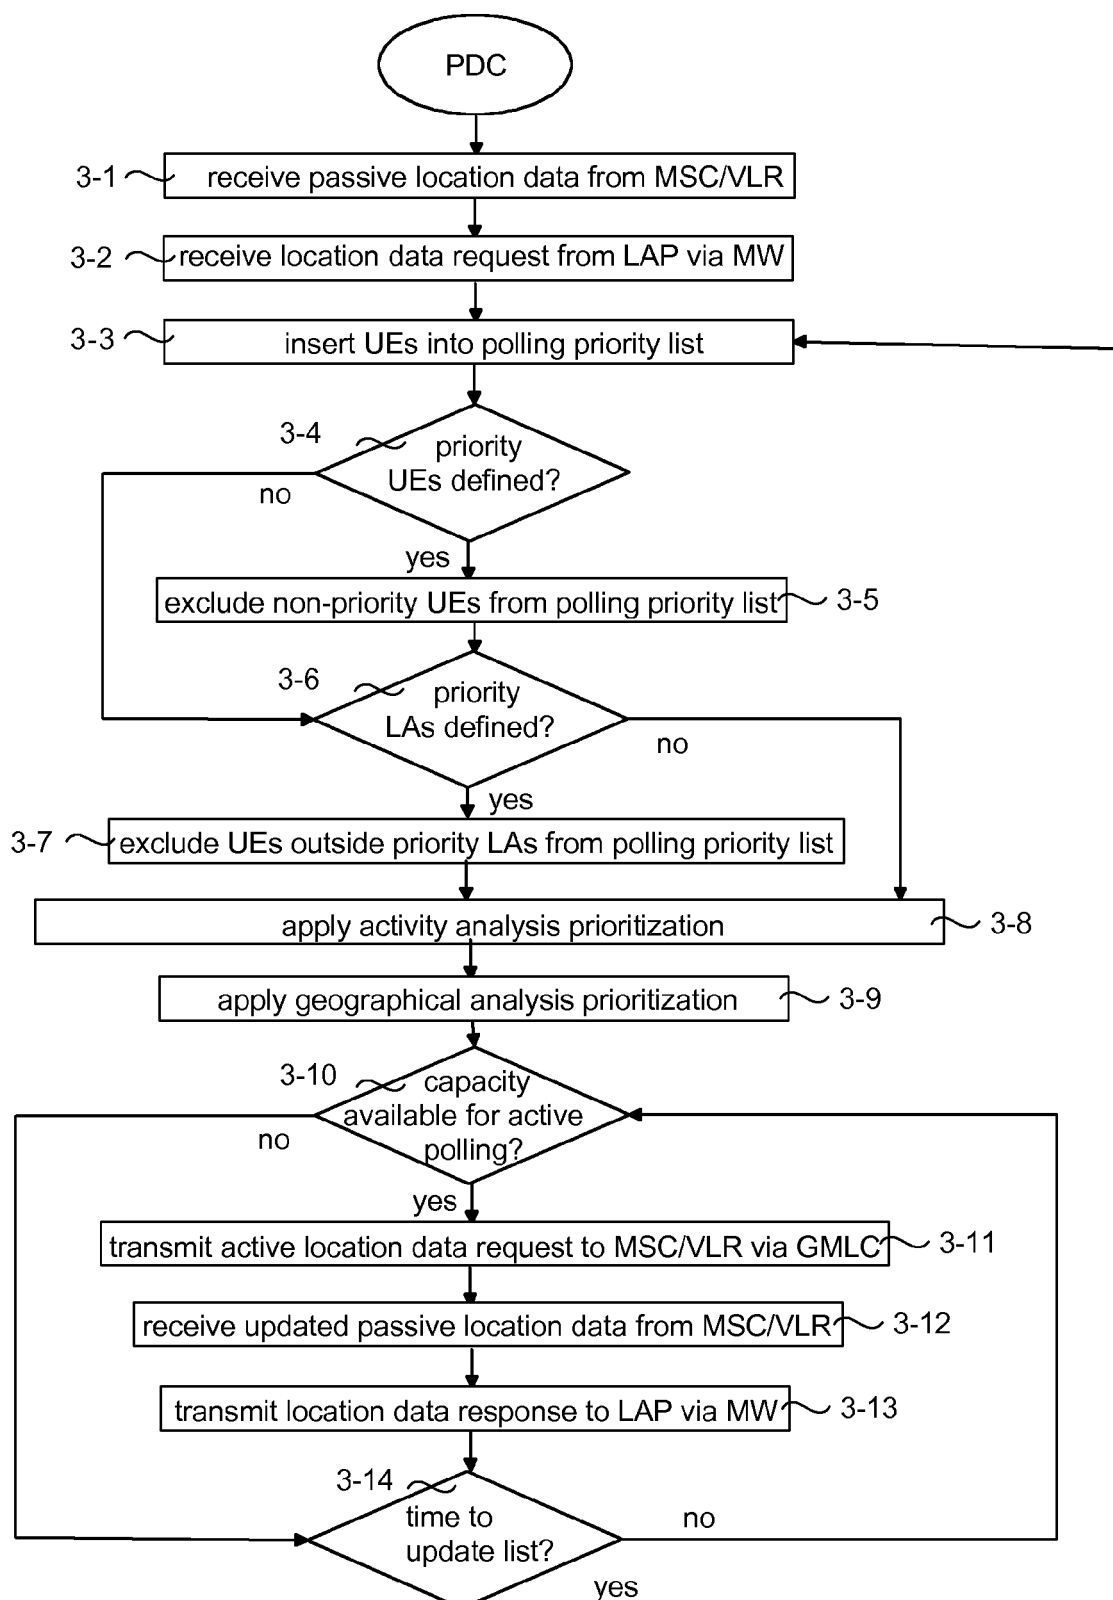 PDC
3-1
receive passive location data from MSC/VLR
3-2
receive location data request from LAP via MW
3-3
insert UEs into polling priority list
3-4
priority
UEs defined?
no
yes
exclude non-priority UEs from polling priority list
3-5
3-6
priority
LAs defined?
no
yes
3-7
exclude UEs outside priority LAs from polling priority list
apply activity analysis prioritization
3-8
apply geographical analysis prioritization
3-9
3-10
capacity
available for active
polling?
no
yes
transmit active location data request to MSC/VLR via GMLC
3-11
receive updated passive location data from MSC/VLR
3-12
transmit location data response to LAP via MW
3-13
3-14
time to
update list?
no
yes